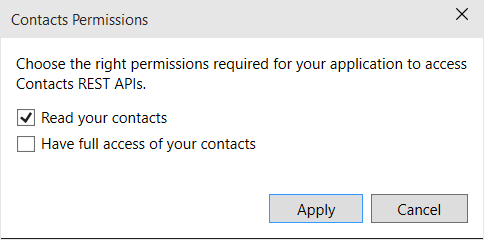 Contacts Permissions
Choose the right permissions required for your application to access
Contacts REST APIs.
Read your contacts
Have full access of your contacts
Apply Cancel